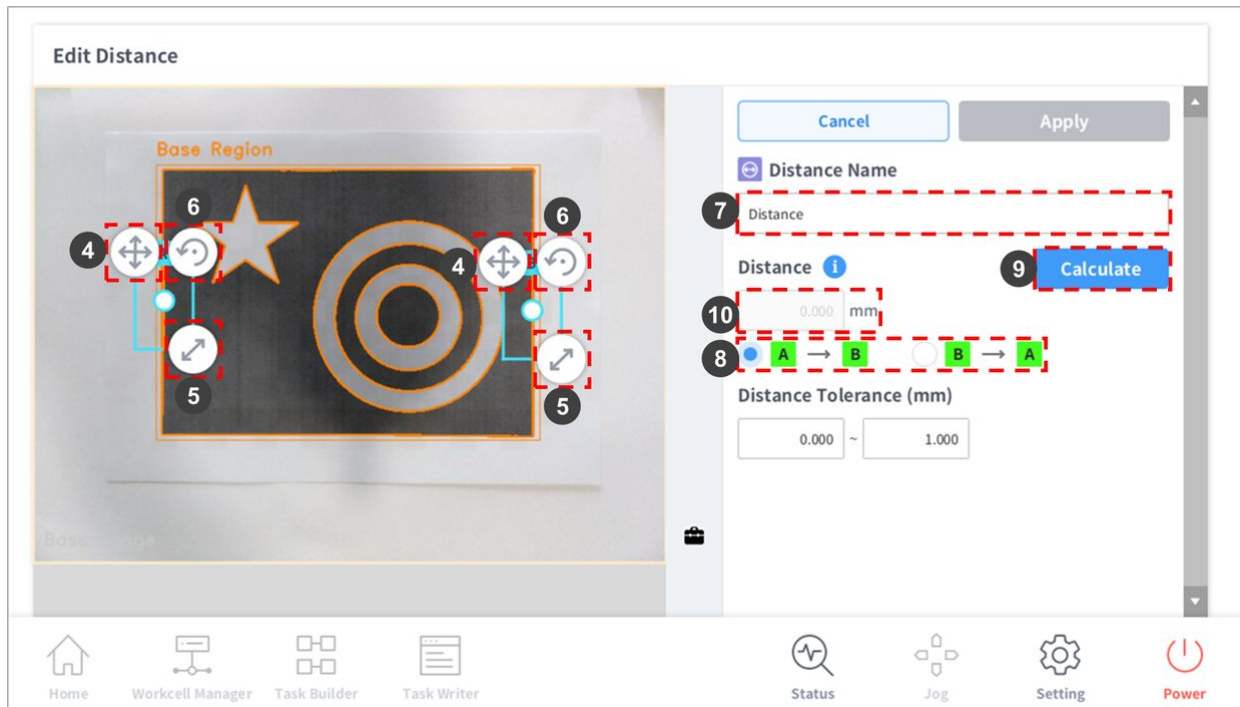 Edit Distance
Base Region
6
4
5
6
4
5
Base Image
Cancel
Apply
Distance Name
7
Distance
Distance i
9
Calculate
10
0.000 mm
8
A → B
B → A
Distance Tolerance (mm)
0.000 ~ 1.000
Home
Workcell Manager
Task Builder
Task Writer
Status
Jog
Setting
Power